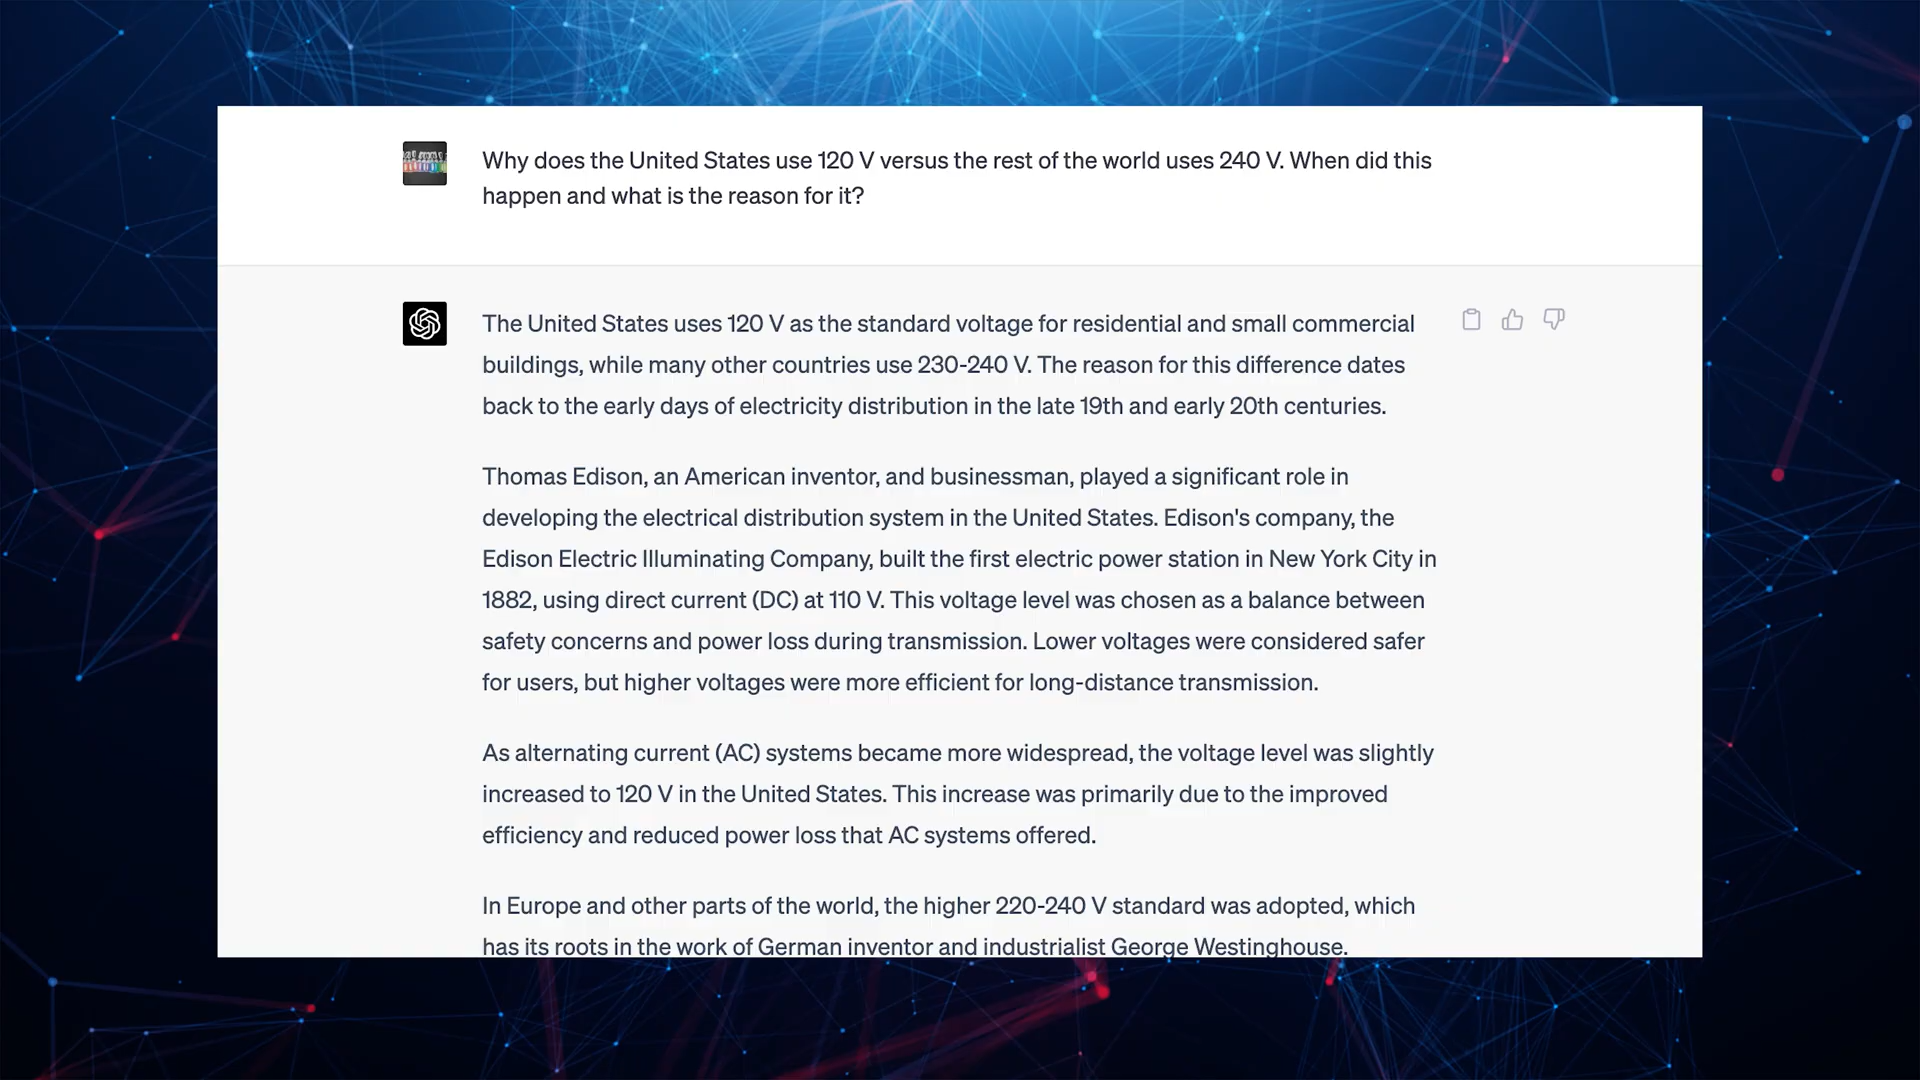 Why does the United States use 120 V versus the rest of the world uses 240 V. When did this
happen and what is the reason for it?
The United States uses 120 V as the standard voltage for residential and small commercial
buildings, while many other countries use 230-240 V. The reason for this difference dates
back to the early days of electricity distribution in the late 19th and early 20th centuries.
Thomas Edison, an American inventor, and businessman, played a significant role in
developing the electrical distribution system in the United States. Edison's company, the
Edison Electric Illuminating Company, built the first electric power station in New York City in
1882, using direct current (DC) at 110 V. This voltage level was chosen as a balance between
safety concerns and power loss during transmission. Lower voltages were considered safer
for users, but higher voltages were more efficient for long-distance transmission.
As alternating current (AC) systems became more widespread, the voltage level was slightly
increased to 120 V in the United States. This increase was primarily due to the improved
efficiency and reduced power loss that AC systems offered.
In Europe and other parts of the world, the higher 220-240 V standard was adopted, which
has its roots in the work of German inventor and industrialist George Westinghouse.